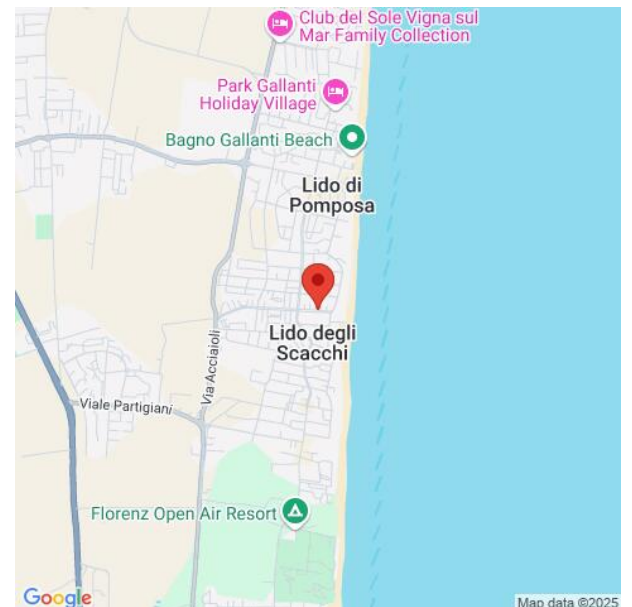 Club del Sole Vigna sul
Mar Family Collection
Park Gallanti
Holiday Village
Bagno Gallanti Beach
Lido di
Pomposa
Lido degli
Scacchi
Via Acciaioli
Viale Partigiani
Florenz Open Air Resort
Google
Map data ©2025